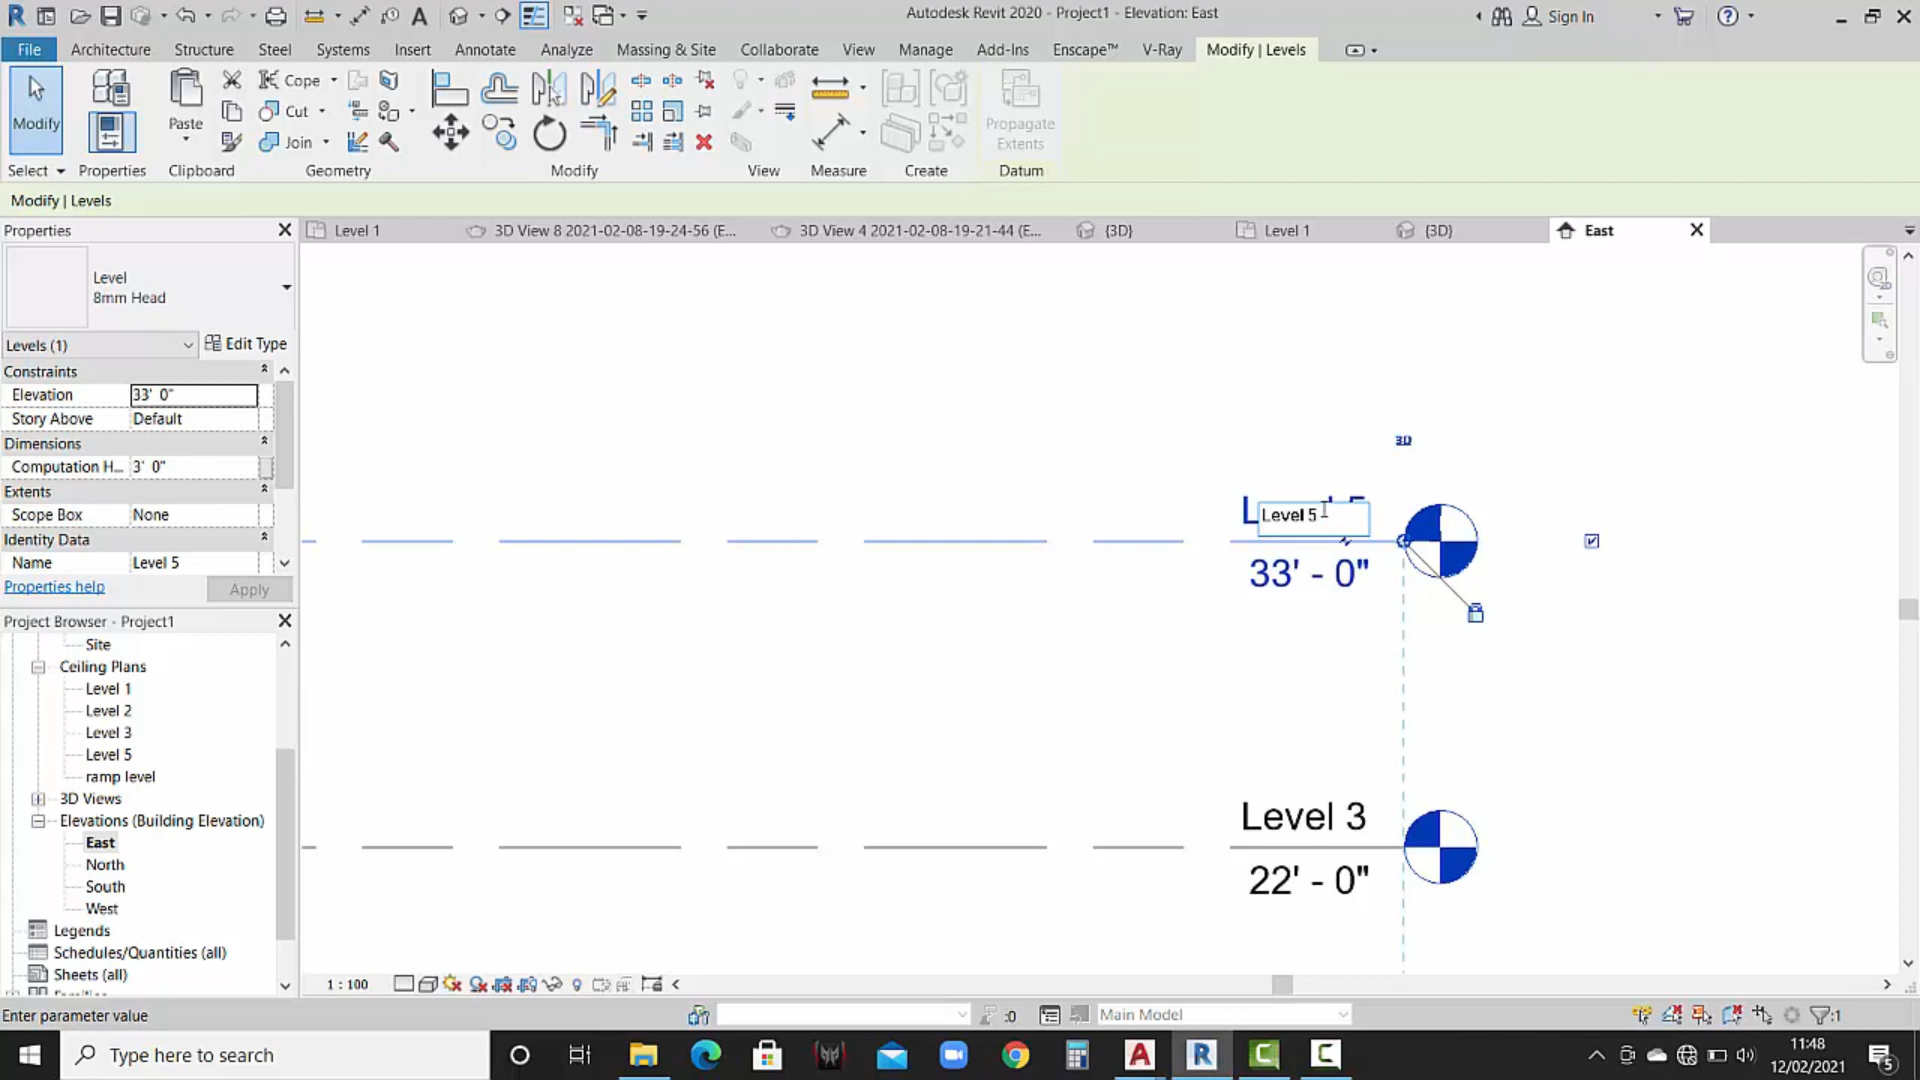 Autodesk Revit 2020 - Project1 - Elevation: East
Sign In
File Architecture Structure Steel Systems Insert Annotate Analyze Massing & Site Collaborate View Manage Add-Ins Enscape™ V-Ray Modify | Levels
Modify
Paste
Cope
Cut
Join
Propagate
Extents
Select Properties Clipboard Geometry Modify View Measure Create Datum
Modify | Levels
Properties
Level 1
3D View 8 2021-02-08-19-24-56 (E...
3D View 4 2021-02-08-19-21-44 (E...
{3D}
Level 1
{3D}
East
Level
8mm Head
Levels (1)
Edit Type
Constraints
Elevation 33' 0"
Story Above Default
Dimensions
Computation H... 3' 0"
Extents
Scope Box None
Identity Data
Name Level 5
Properties help
Apply
3D
Level 5
33' - 0"
Level 3
22' - 0"
Project Browser - Project1
Site
Ceiling Plans
Level 1
Level 2
Level 3
Level 5
ramp level
3D Views
Elevations (Building Elevation)
East
North
South
West
Legends
Schedules/Quantities (all)
Sheets (all)
1 : 100
Enter parameter value
:0
Main Model
:1
Type here to search
11:48
12/02/2021
5